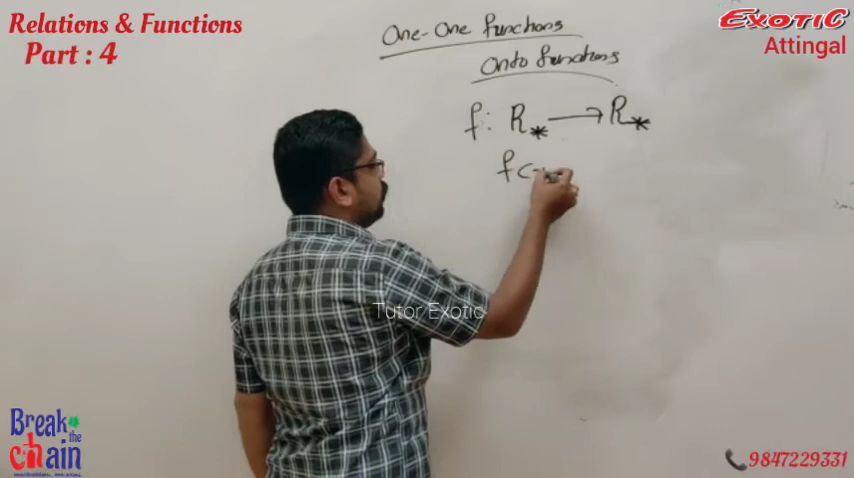 Relations & Functions
Part : 4
One-One functions
Onto functions
f: R* → R*
f(
EXOTIC
Attingal
Tutor Exotic
Break
the
chain
9847229331